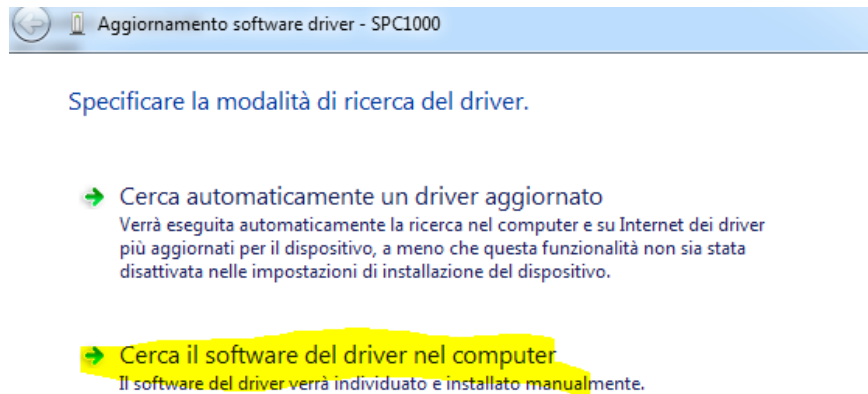 Aggiornamento software driver - SPC1000
Specificare la modalità di ricerca del driver.
Cerca automaticamente un driver aggiornato
Verrà eseguita automaticamente la ricerca nel computer e su Internet dei driver
più aggiornati per il dispositivo, a meno che questa funzionalità non sia stata
disattivata nelle impostazioni di installazione del dispositivo.
Cerca il software del driver nel computer
Il software del driver verrà individuato e installato manualmente.